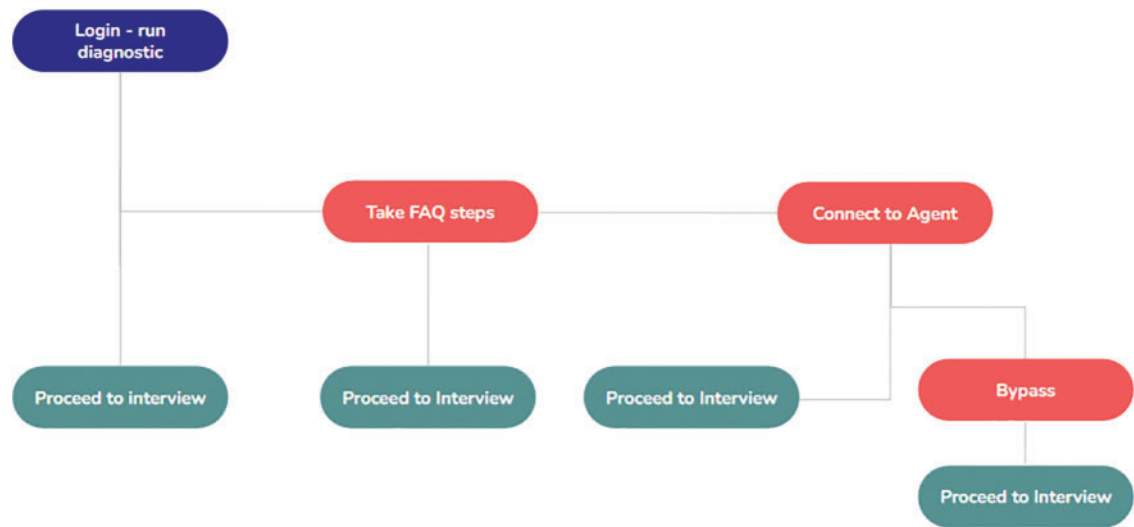 Login - run
diagnostic
Take FAQ steps
Connect to Agent
Proceed to interview
Proceed to Interview
Proceed to Interview
Bypass
Proceed to Interview